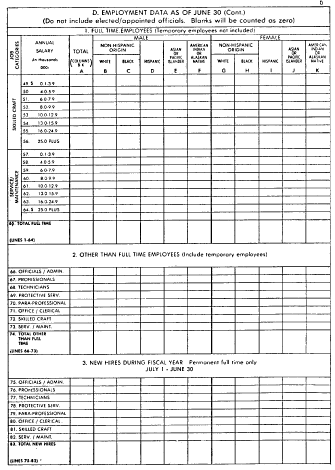 D. EMPLOYMENT DATA AS OF JUNE 30 (Cont.)
(Do not include elected/appointed officials. Blanks will be counted as zero)
1. FULL TIME EMPLOYEES (Temporary employees not included)
JOB CATEGORIES
ANNUAL SALARY
(In thousands 000)
TOTAL
(COLUMNS B-K)
A
MALE
NON-HISPANIC ORIGIN
WHITE
B
BLACK
C
HISPANIC
D
ASIAN OR PACIFIC ISLANDER
E
AMERICAN INDIAN OR ALASKAN NATIVE
F
FEMALE
NON-HISPANIC ORIGIN
WHITE
G
BLACK
H
HISPANIC
I
ASIAN OR PACIFIC ISLANDER
J
AMERICAN INDIAN OR ALASKAN NATIVE
K
SKILLED CRAFT
49. $ 0.1-3.9
50. 4.0-5.9
51. 6.0-7.9
52. 8.0-9.9
53. 10.0-12.9
54. 13.0-15.9
55. 16.0-24.9
56. 25.0 PLUS
SERVICE/MAINTENANCE
57. 0.1-3.9
58. 4.0-5.9
59. 6.0-7.9
60. 8.0-9.9
61. 10.0-12.9
62. 13.0-15.9
63. 16.0-24.9
64. $ 25.0 PLUS
TOTAL FULL TIME
(LINES 1-64)
2. OTHER THAN FULL TIME EMPLOYEES (Include temporary employees)
66. OFFICIALS / ADMIN.
67. PROFESSIONALS
68. TECHNICIANS
69. PROTECTIVE SERV.
70. PARA-PROFESSIONAL
71. OFFICE / CLERICAL
72. SKILLED CRAFT
73. SERV. / MAINT.
74. TOTAL OTHER THAN FULL TIME
(LINES 66-73)
3. NEW HIRES DURING FISCAL YEAR Permanent full time only
JULY 1 - JUNE 30
75. OFFICIALS / ADMIN.
76. PROFESSIONALS
77. TECHNICIANS
78. PROTECTIVE SERV.
79. PARA-PROFESSIONAL
80. OFFICE / CLERICAL
81. SKILLED CRAFT
82. SERV. / MAINT.
83. TOTAL NEW HIRES
(LINES 75-82)